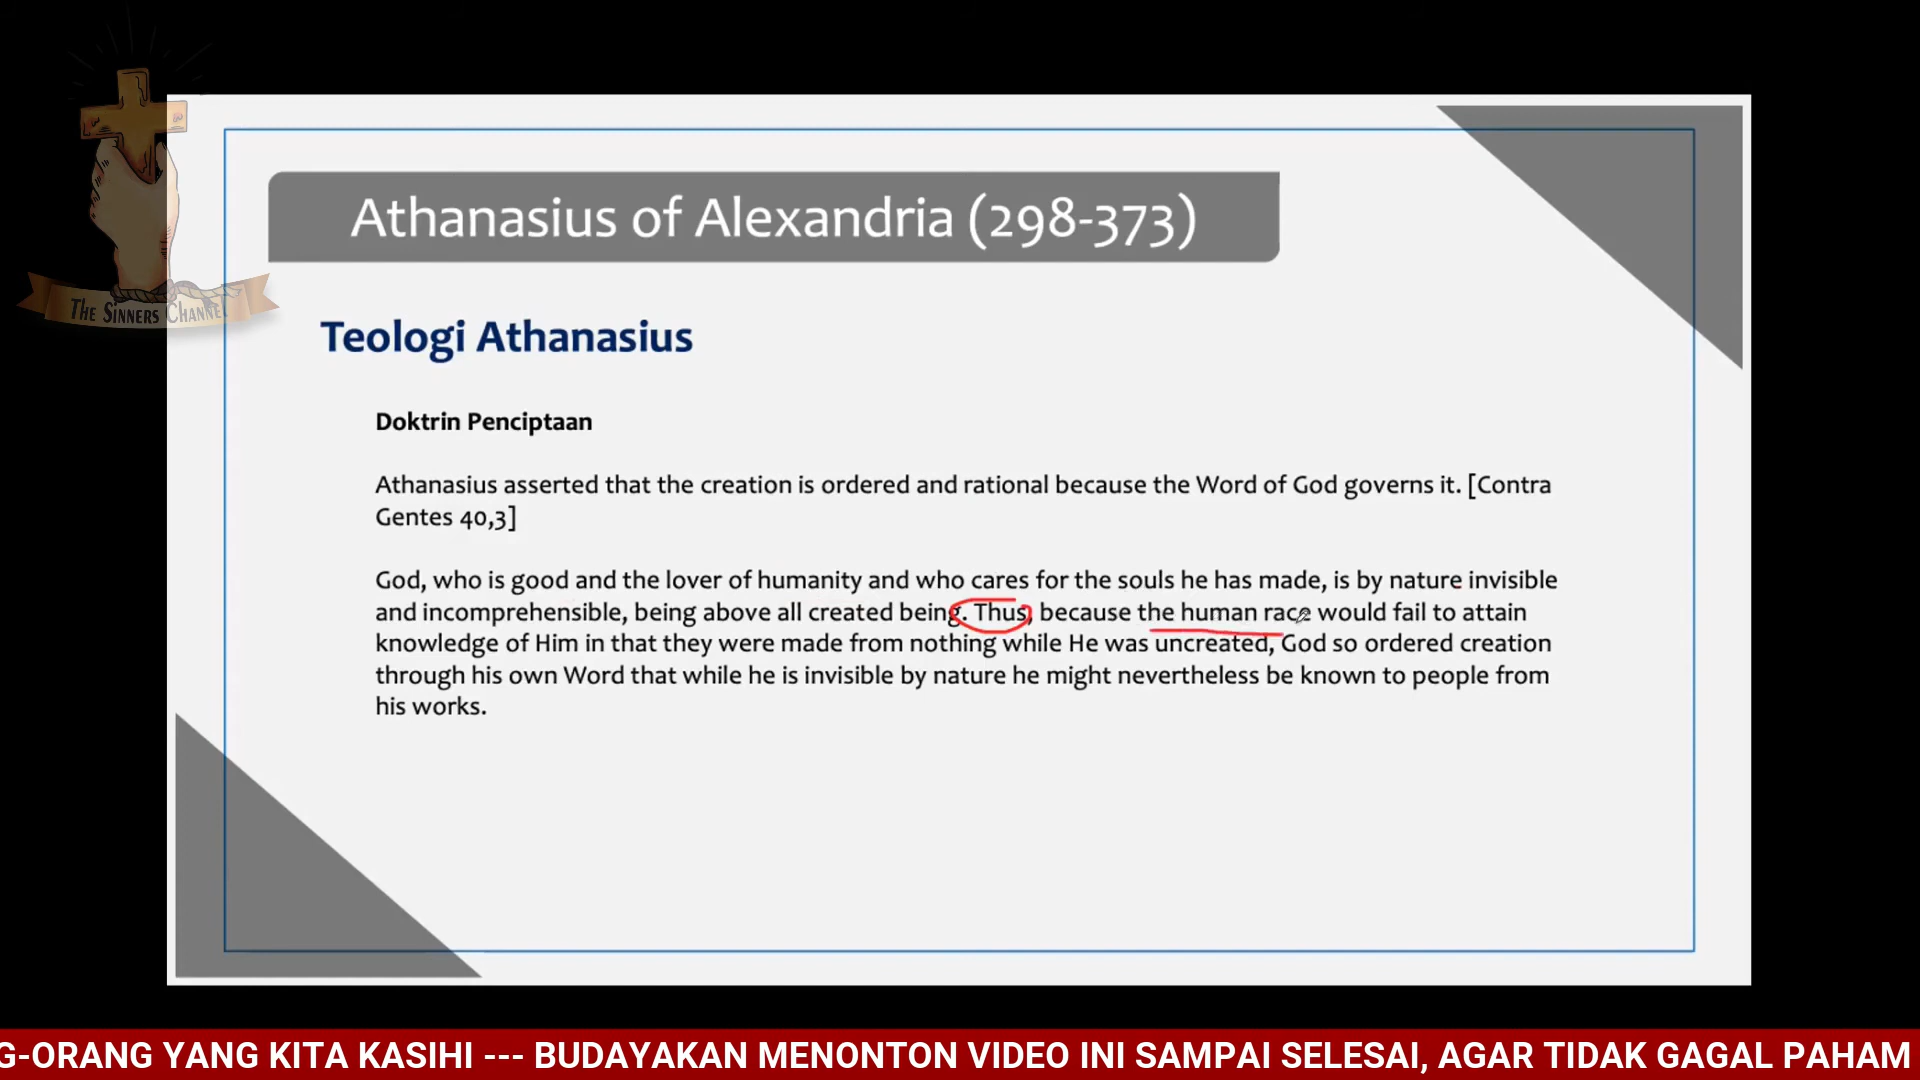 Athanasius of Alexandria (298-373)
The Sinners Channel
Teologi Athanasius
Doktrin Penciptaan
Athanasius asserted that the creation is ordered and rational because the Word of God governs it. [Contra
Gentes 40,3]
God, who is good and the lover of humanity and who cares for the souls he has made, is by nature invisible
and incomprehensible, being above all created being. Thus, because the human race would fail to attain
knowledge of Him in that they were made from nothing while He was uncreated, God so ordered creation
through his own Word that while he is invisible by nature he might nevertheless be known to people from
his works.
G-ORANG YANG KITA KASIHI --- BUDAYAKAN MENONTON VIDEO INI SAMPAI SELESAI, AGAR TIDAK GAGAL PAHAM